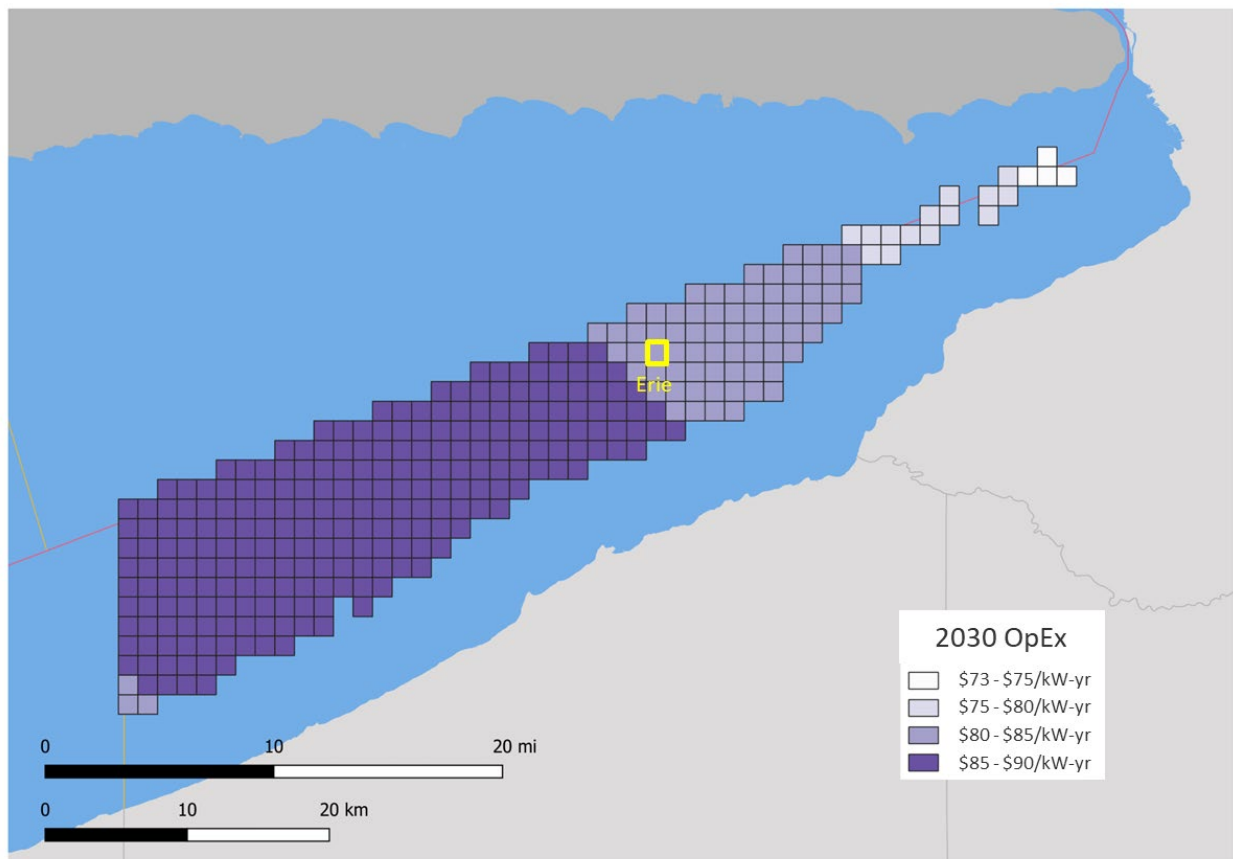 Erie
2030 OpEx
$73 - $75/kW-yr
$75 - $80/kW-yr
$80 - $85/kW-yr
$85 - $90/kW-yr
0 10 20 mi
0 10 20 km